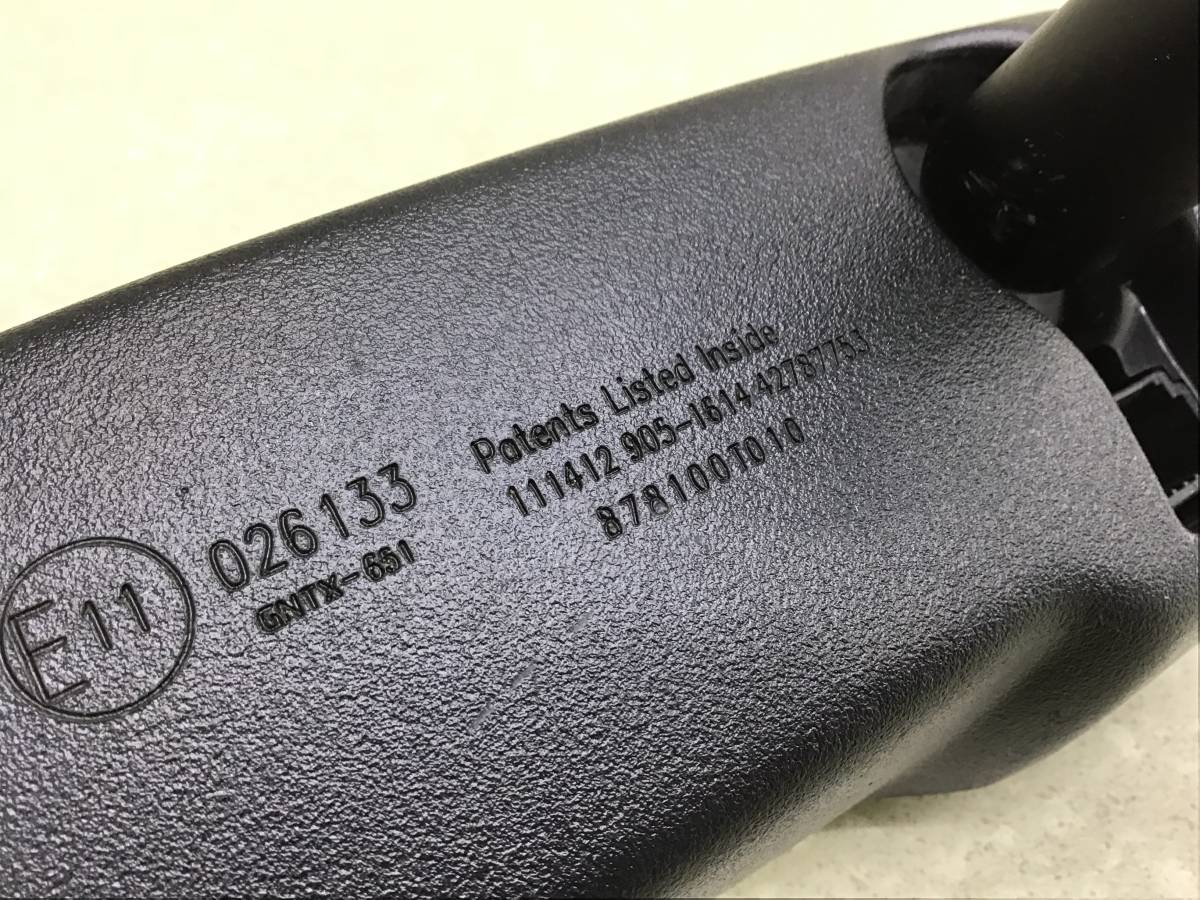 E11
026133
GNTX-651
Patents Listed Inside
111412 905-1614 42787753
878100T010